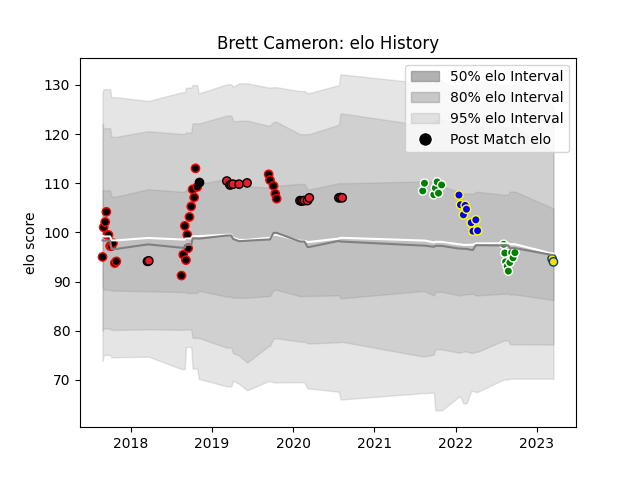 Brett Cameron: elo History
50% elo Interval
80% elo Interval
95% elo Interval
Post Match elo
elo score
130
120
110
100
90
80
70
2018
2019
2020
2021
2022
2023